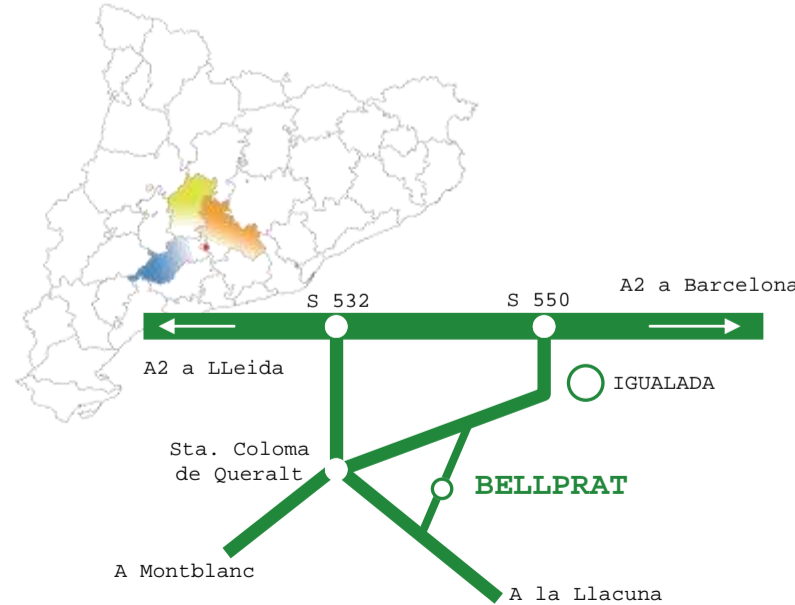 S 532
S 550
A2 a Barcelona
A2 a LLeida
IGUALADA
Sta. Coloma
de Queralt
BELLPRAT
A Montblanc
A la Llacuna